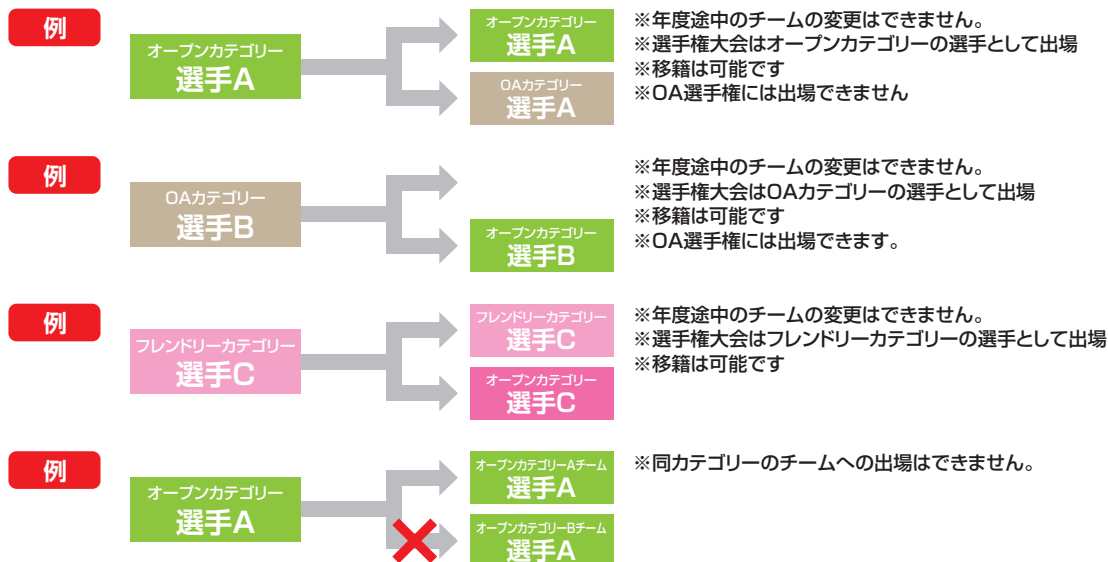 例
オープンカテゴリー
選手A
オープンカテゴリー
選手A
OAカテゴリー
選手A
※年度途中のチームの変更はできません。
※選手権大会はオープンカテゴリーの選手として出場
※移籍は可能です
※OA選手権には出場できません
例
OAカテゴリー
選手B
オープンカテゴリー
選手B
※年度途中のチームの変更はできません。
※選手権大会はOAカテゴリーの選手として出場
※移籍は可能です
※OA選手権には出場できます。
例
フレンドリーカテゴリー
選手C
フレンドリーカテゴリー
選手C
オープンカテゴリー
選手C
※年度途中のチームの変更はできません。
※選手権大会はフレンドリーカテゴリーの選手として出場
※移籍は可能です
例
オープンカテゴリー
選手A
オープンカテゴリーAチーム
選手A
オープンカテゴリーBチーム
選手A
※同カテゴリーのチームへの出場はできません。